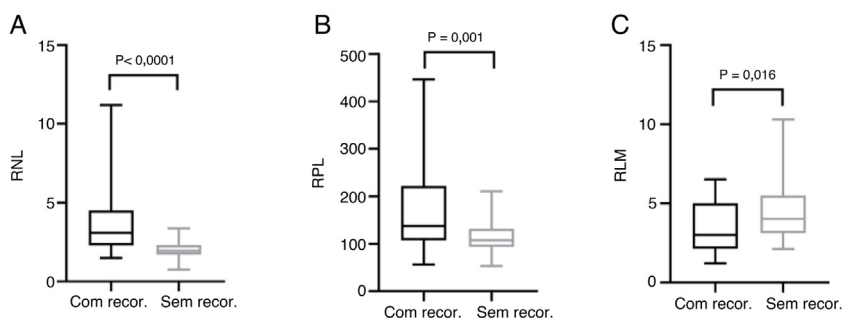 A
15
P< 0,0001
10
RNL
5
0
Com recor. Sem recor.
B
500
P = 0,001
400
300
RPL
200
100
0
Com recor. Sem recor.
C
15
P = 0,016
10
RLM
5
0
Com recor. Sem recor.